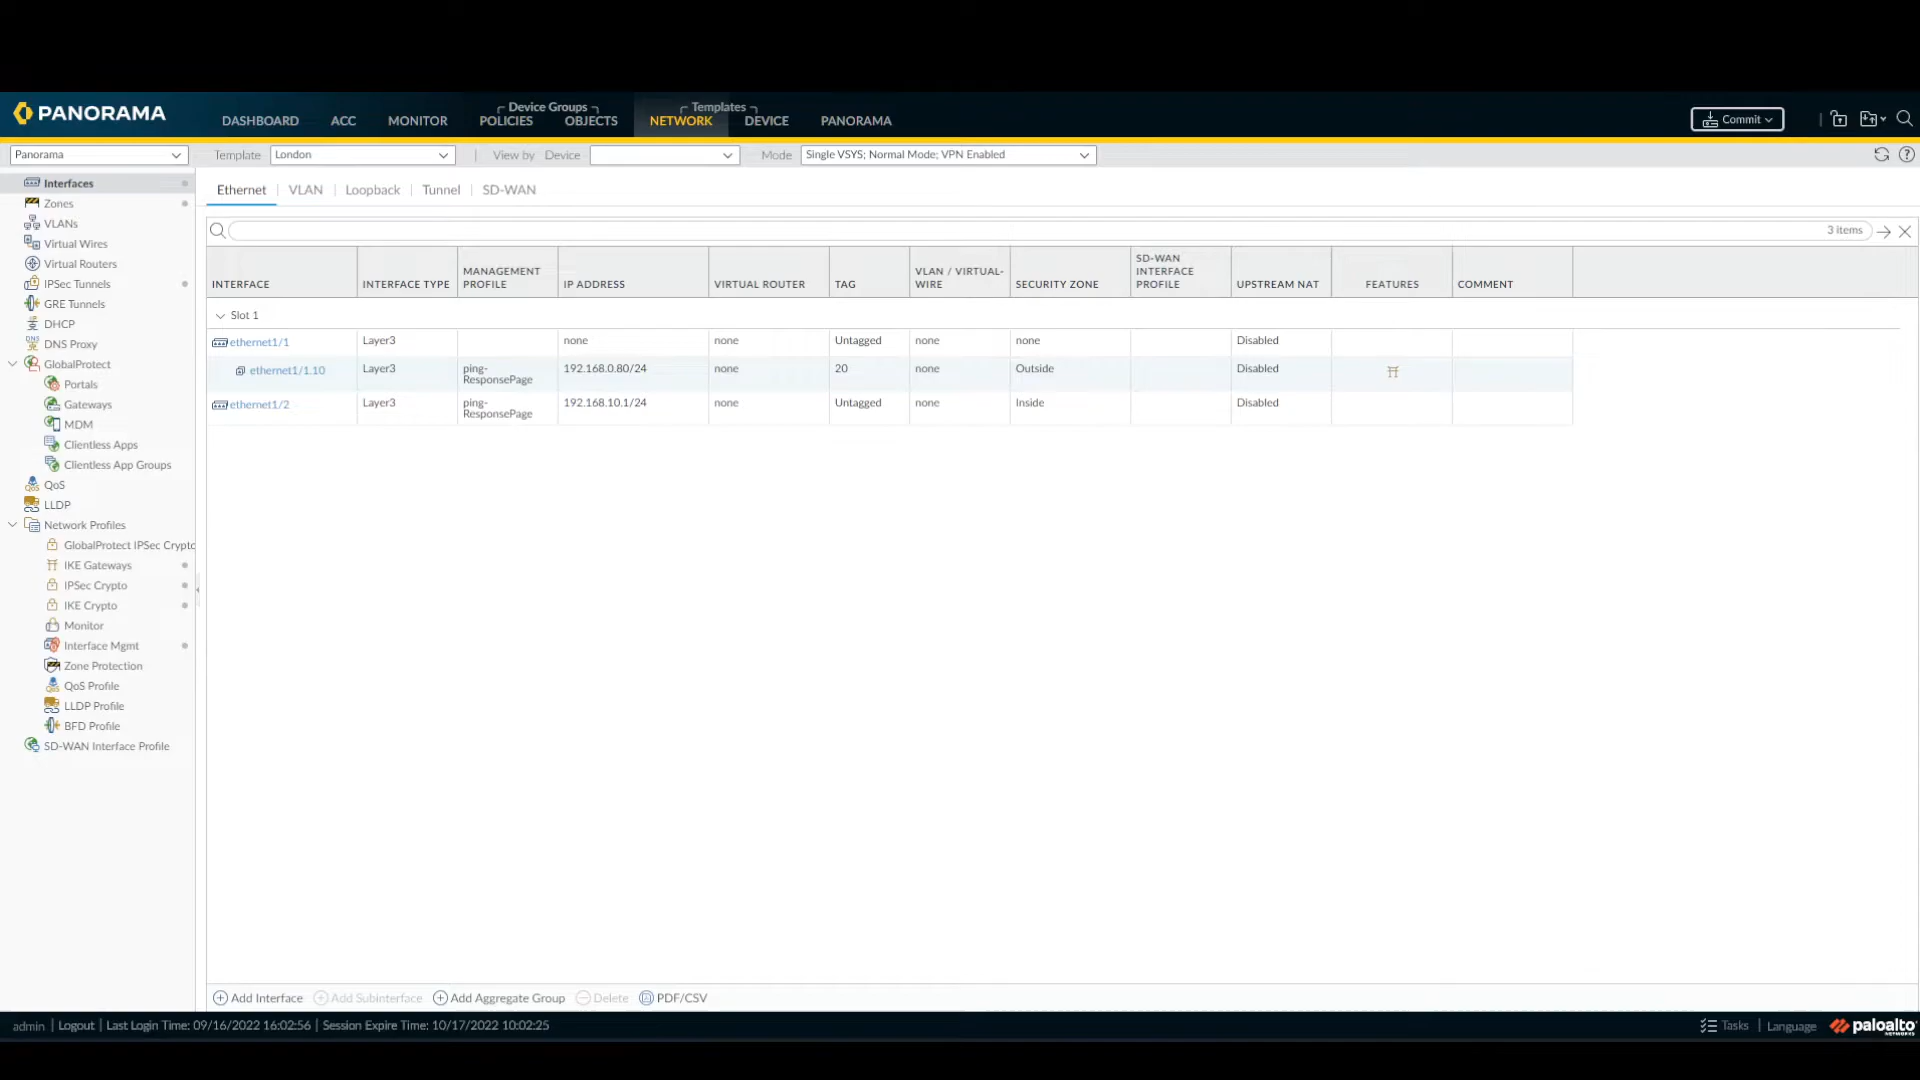 PANORAMA
Device Groups
Templates
DASHBOARD ACC MONITOR POLICIES OBJECTS NETWORK DEVICE PANORAMA
Commit
Panorama Template London View by Device Mode Single VSYS; Normal Mode; VPN Enabled
Interfaces
Zones
VLANs
Virtual Wires
Virtual Routers
IPSec Tunnels
GRE Tunnels
DHCP
DNS Proxy
GlobalProtect
Portals
Gateways
MDM
Clientless Apps
Clientless App Groups
QoS
LLDP
Network Profiles
GlobalProtect IPSec Crypto
IKE Gateways
IPSec Crypto
IKE Crypto
Monitor
Interface Mgmt
Zone Protection
QoS Profile
LLDP Profile
BFD Profile
SD-WAN Interface Profile
Ethernet VLAN Loopback Tunnel SD-WAN
3 items
INTERFACE INTERFACE TYPE MANAGEMENT PROFILE IP ADDRESS VIRTUAL ROUTER TAG VLAN / VIRTUAL-WIRE SECURITY ZONE SD-WAN INTERFACE PROFILE UPSTREAM NAT FEATURES COMMENT
Slot 1
ethernet1/1 Layer3 none none Untagged none none Disabled
ethernet1/1.10 Layer3 ping-ResponsePage 192.168.0.80/24 none 20 none Outside Disabled
ethernet1/2 Layer3 ping-ResponsePage 192.168.10.1/24 none Untagged none Inside Disabled
Add Interface Add Subinterface Add Aggregate Group Delete PDF/CSV
admin | Logout | Last Login Time: 09/16/2022 16:02:56 | Session Expire Time: 10/17/2022 10:02:25
Tasks | Language paloalto NETWORKS